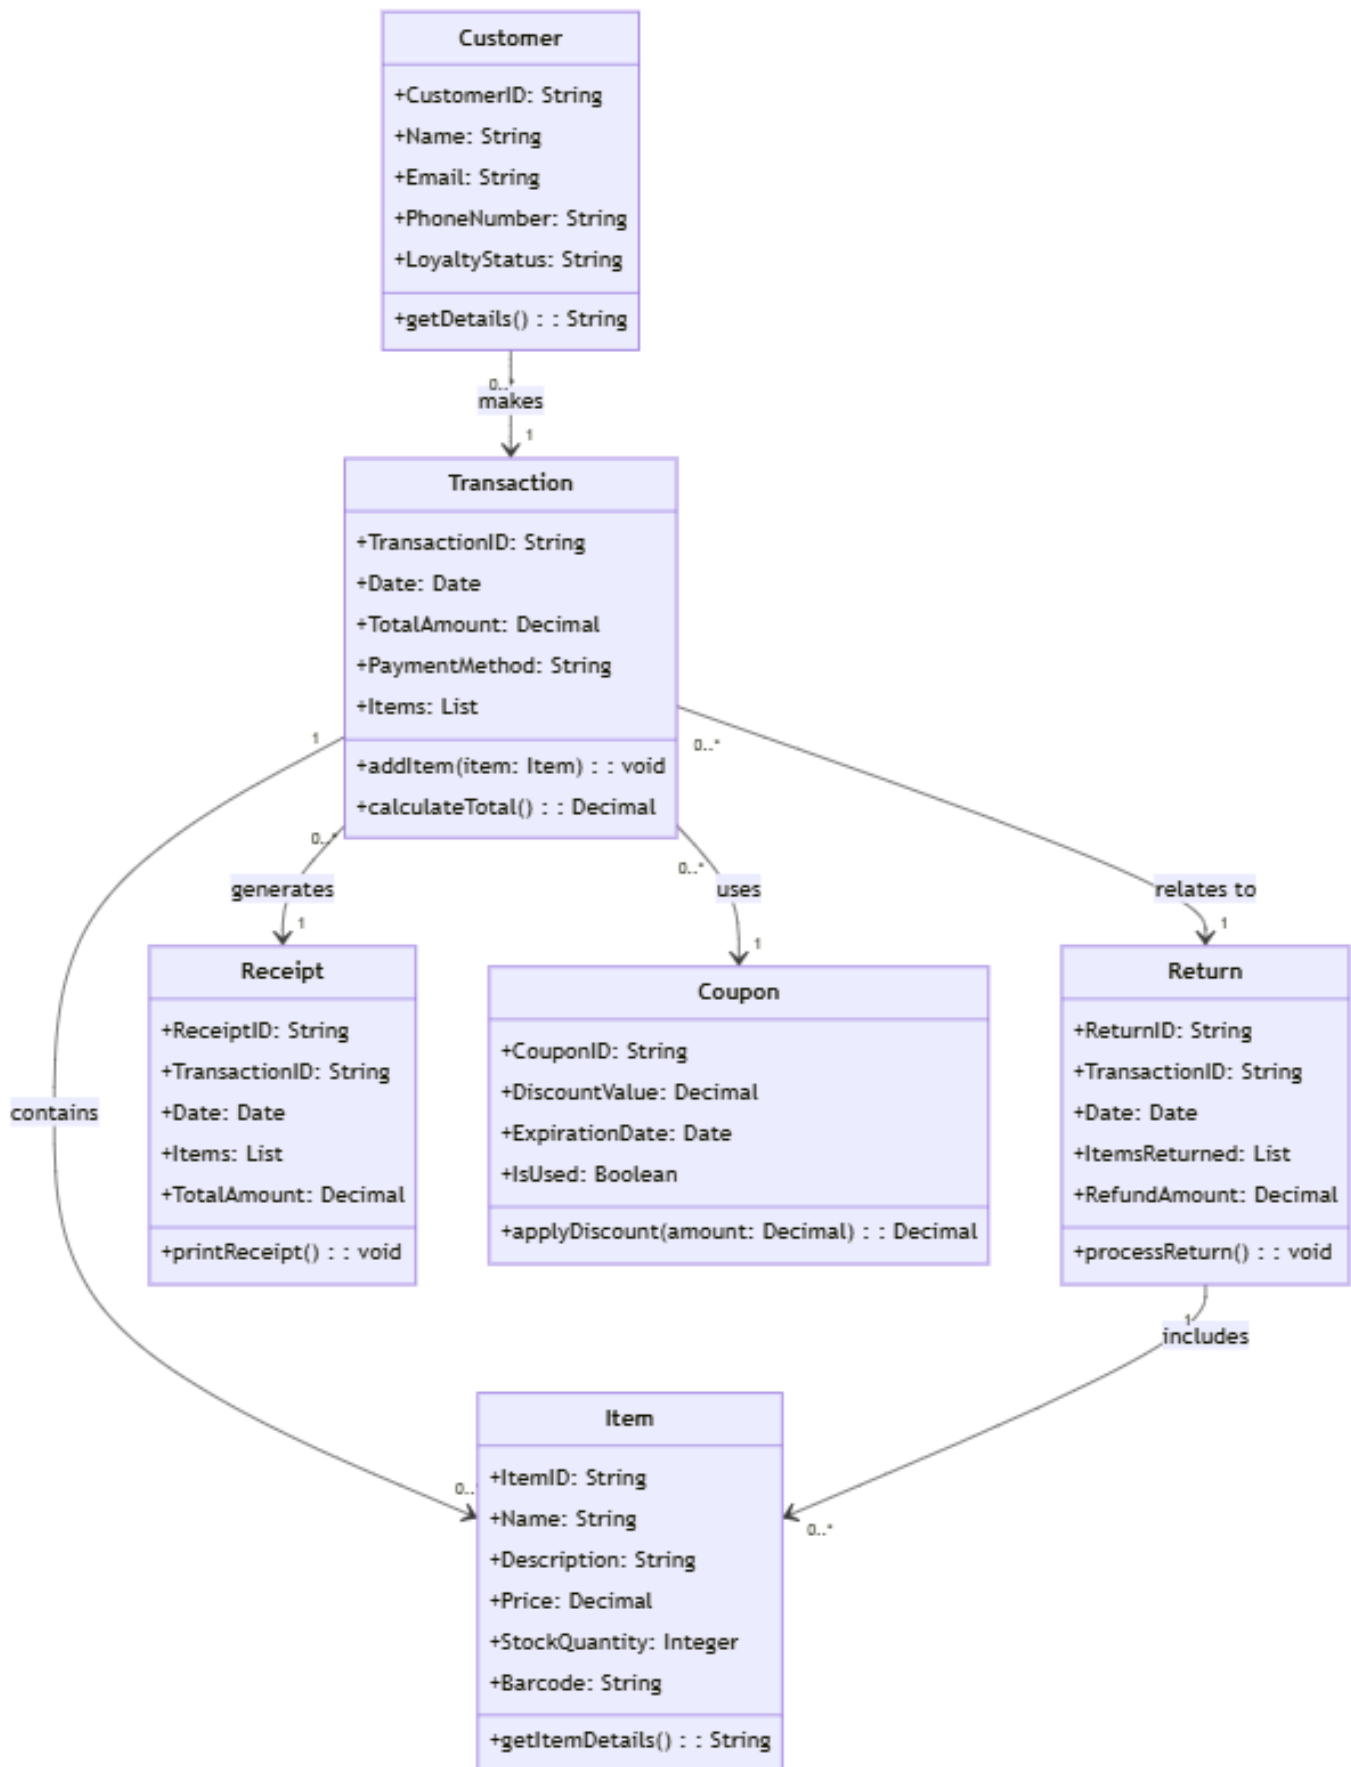 Customer
+CustomerID: String
+Name: String
+Email: String
+PhoneNumber: String
+LoyaltyStatus: String
+getDetails() : : String
0..*
makes
1
Transaction
+TransactionID: String
+Date: Date
+TotalAmount: Decimal
+PaymentMethod: String
+Items: List
+addItem(item: Item) : : void
+calculateTotal() : : Decimal
1
0..*
0..*
0..*
generates
uses
relates to
1
1
1
Receipt
+ReceiptID: String
+TransactionID: String
+Date: Date
+Items: List
+TotalAmount: Decimal
+printReceipt() : : void
Coupon
+CouponID: String
+DiscountValue: Decimal
+ExpirationDate: Date
+IsUsed: Boolean
+applyDiscount(amount: Decimal) : : Decimal
Return
+ReturnID: String
+TransactionID: String
+Date: Date
+ItemsReturned: List
+RefundAmount: Decimal
+processReturn() : : void
contains
1
includes
0..
0..*
Item
+ItemID: String
+Name: String
+Description: String
+Price: Decimal
+StockQuantity: Integer
+Barcode: String
+getItemDetails() : : String